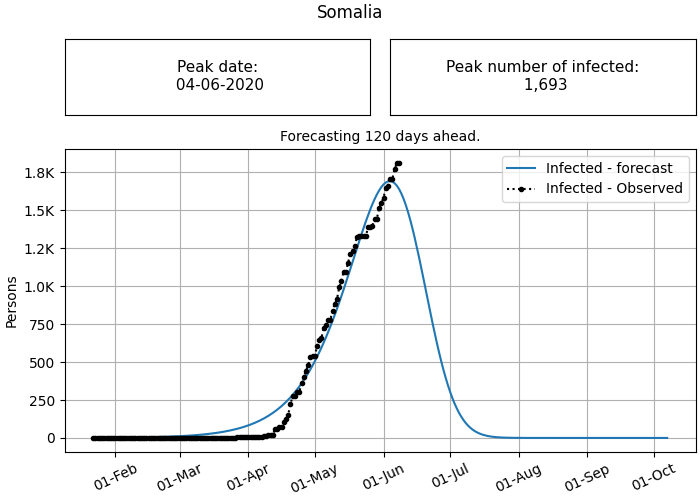 Somalia
Peak date:
04-06-2020
Peak number of infected:
1,693
Forecasting 120 days ahead.
Infected - forecast
Infected - Observed
Persons
1.8K
1.5K
1.2K
1.0K
750
500
250
0
01-Feb
01-Mar
01-Apr
01-May
01-Jun
01-Jul
01-Aug
01-Sep
01-Oct